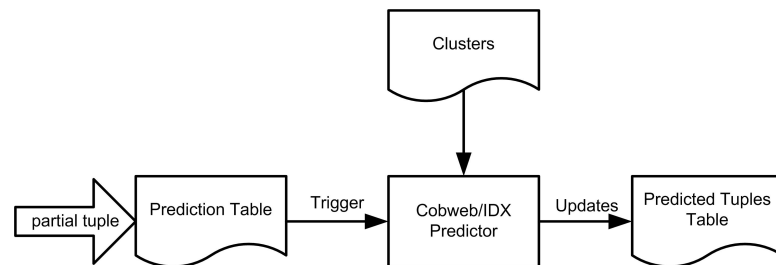 Clusters
partial tuple
Prediction Table
Trigger
Cobweb/IDX
Predictor
Updates
Predicted Tuples
Table